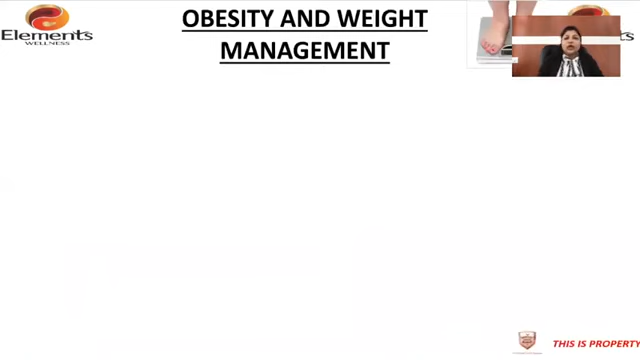 Elements
WELLNESS
OBESITY AND WEIGHT
MANAGEMENT
THIS IS PROPERTY